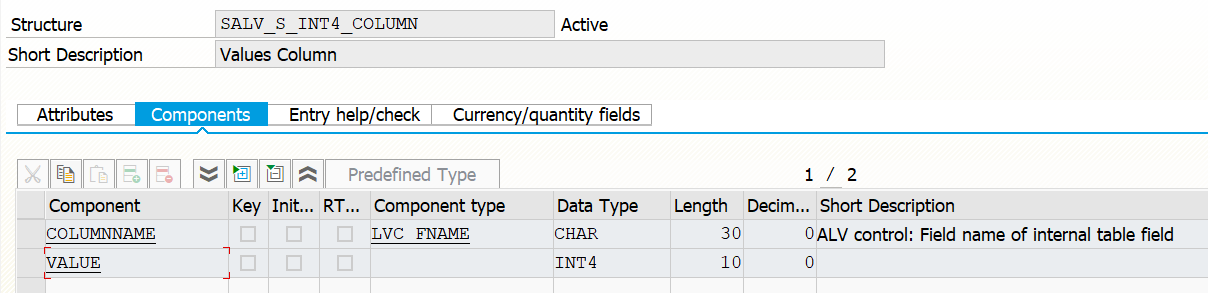 Structure SALV_S_INT4_COLUMN Active
Short Description Values Column
Attributes Components Entry help/check Currency/quantity fields
Predefined Type 1 / 2
Component Key Init... RT... Component type Data Type Length Decim... Short Description
COLUMNNAME LVC_FNAME CHAR 30 0 ALV control: Field name of internal table field
VALUE INT4 10 0